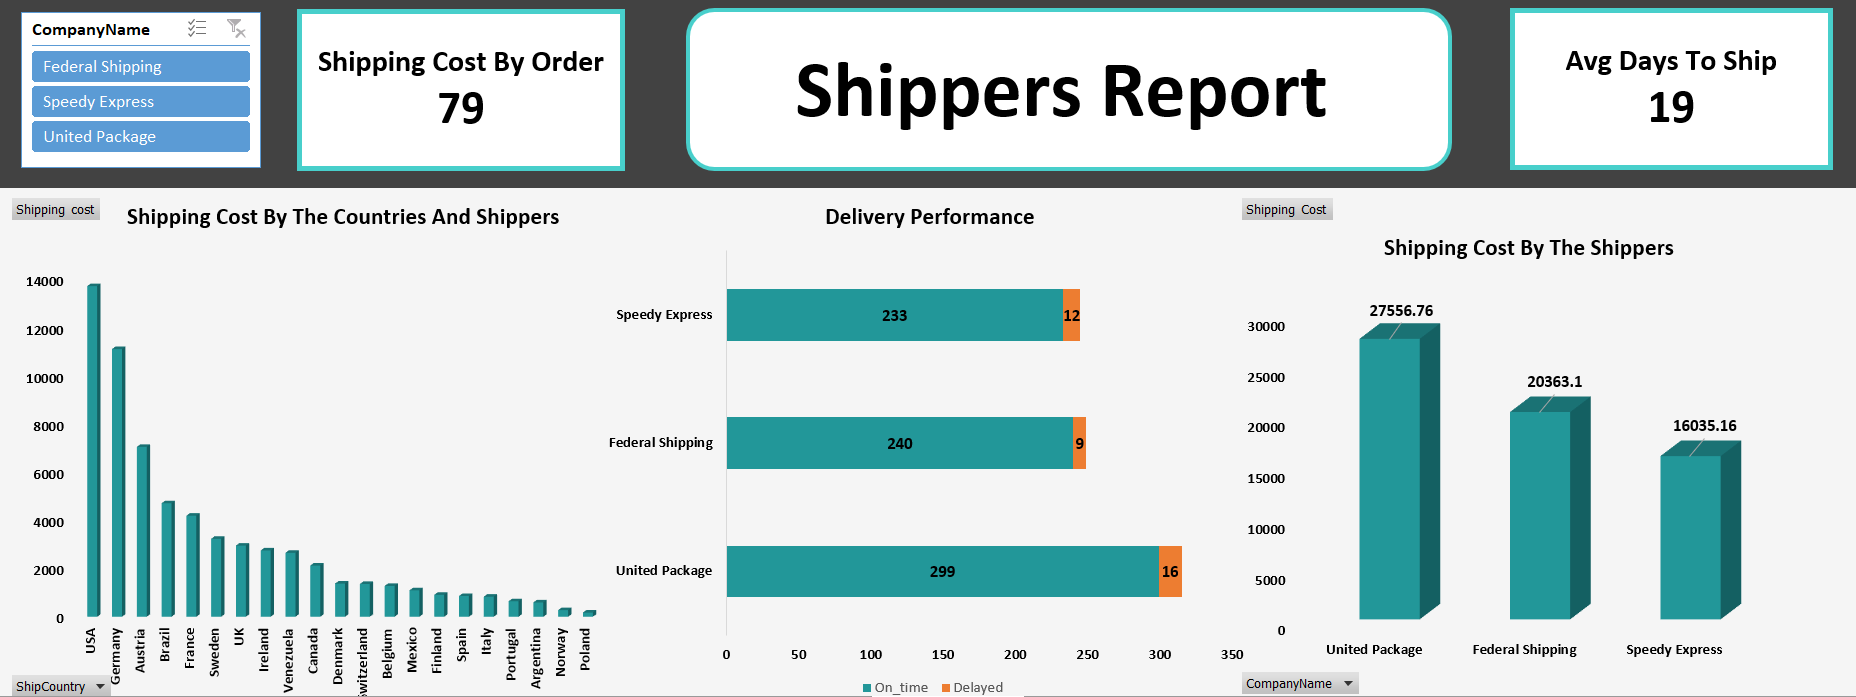 CompanyName
Federal Shipping
Speedy Express
United Package
Shipping Cost By Order
79
Shippers Report
Avg Days To Ship
19
Shipping cost
Shipping Cost By The Countries And Shippers
14000
12000
10000
8000
6000
4000
2000
0
USA
Germany
Austria
Brazil
France
Sweden
UK
Ireland
Venezuela
Canada
Denmark
witzerland
Belgium
Mexico
Finland
Spain
Italy
Portugal
Argentina
Norway
Poland
ShipCountry
Delivery Performance
Speedy Express
233
12
Federal Shipping
240
9
United Package
299
16
0
50
100
150
200
250
300
350
On_time
Delayed
Shipping Cost
Shipping Cost By The Shippers
30000
25000
20000
15000
10000
5000
0
27556.76
20363.1
16035.16
United Package
Federal Shipping
Speedy Express
CompanyName